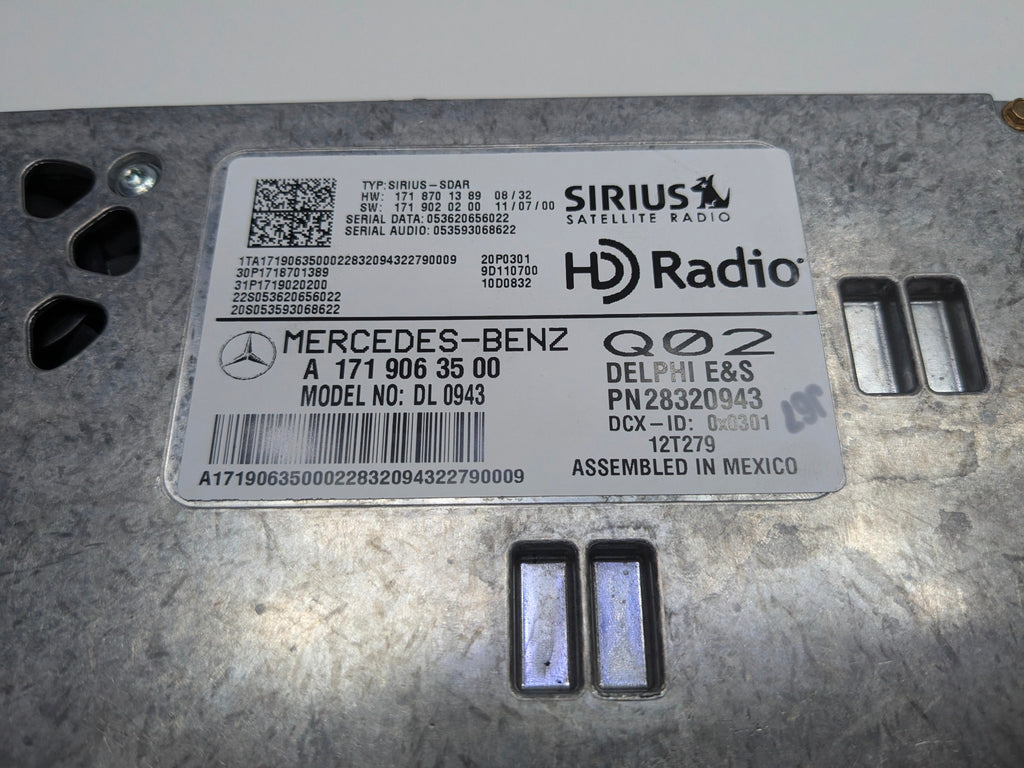 TYP: SIRIUS-SDAR
HW: 171 870 13 89 08/32
SW: 171 902 02 00 11/07/00
SERIAL DATA: 053620656022
SERIAL AUDIO: 053593068622
SIRIUS
SATELLITE RADIO
1TA1719063500022832094322790009 20P0301
30P1718701389 9D110700
31P1719020200 10D0832
22S053620656022
20S053593068622
HD Radio
MERCEDES-BENZ
A 171 906 35 00
MODEL NO: DL 0943
A1719063500022832094322790009
Q02
DELPHI E&S
PN28320943
DCX-ID: 0x0301
12T279
ASSEMBLED IN MEXICO